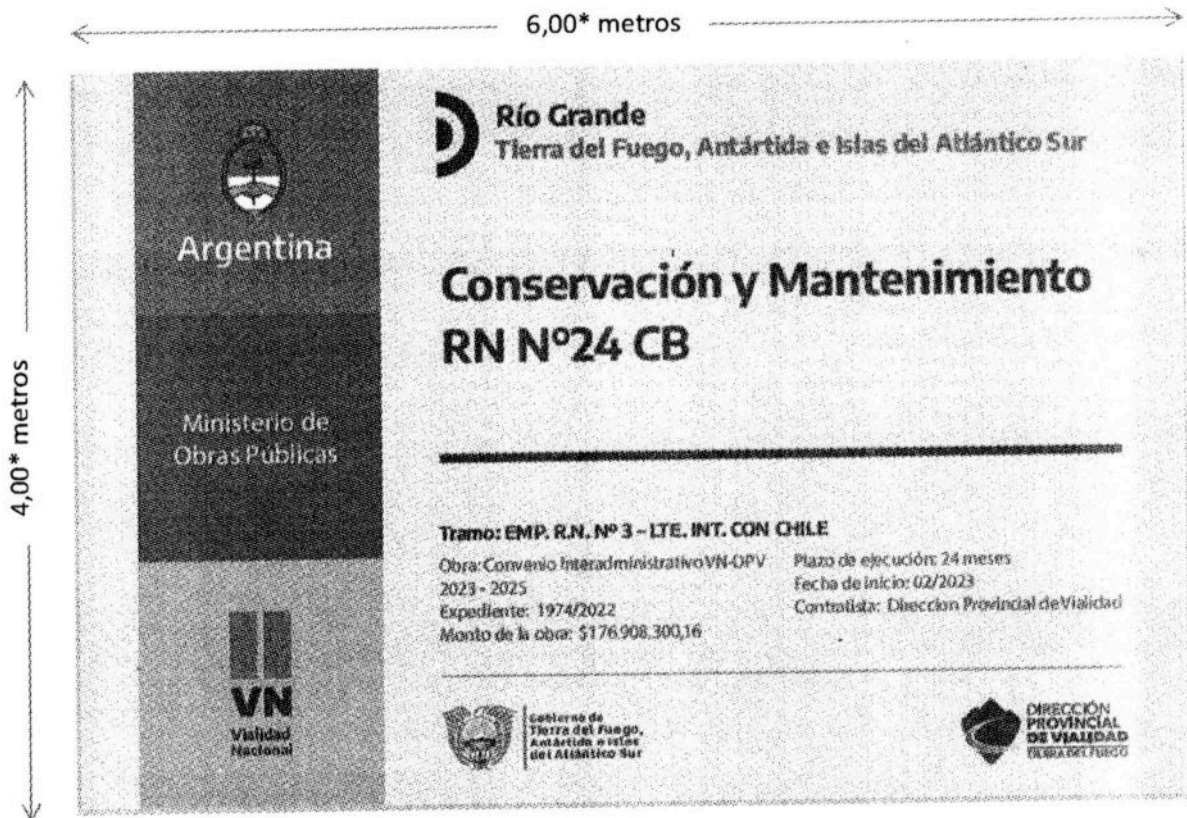 6,00* metros
4,00* metros
Argentina
Ministerio de
Obras Públicas
VN
Vialidad
Nacional
Río Grande
Tierra del Fuego, Antártida e Islas del Atlántico Sur
Conservación y Mantenimiento
RN Nº24 CB
Tramo: EMP. R.N. Nº 3 – LTE. INT. CON CHILE
Obra: Convenio Interadministrativo VN-DPV
2023 - 2025
Expediente: 1974/2022
Monto de la obra: $176.908.300,16
Plazo de ejecución: 24 meses
Fecha de inicio: 02/2023
Contratista: Direccion Provincial de Vialidad
Gobierno de
Tierra del Fuego,
Antártida e Islas
del Atlántico Sur
DIRECCIÓN
PROVINCIAL
DE VIALIDAD
TIERRA DEL FUEGO